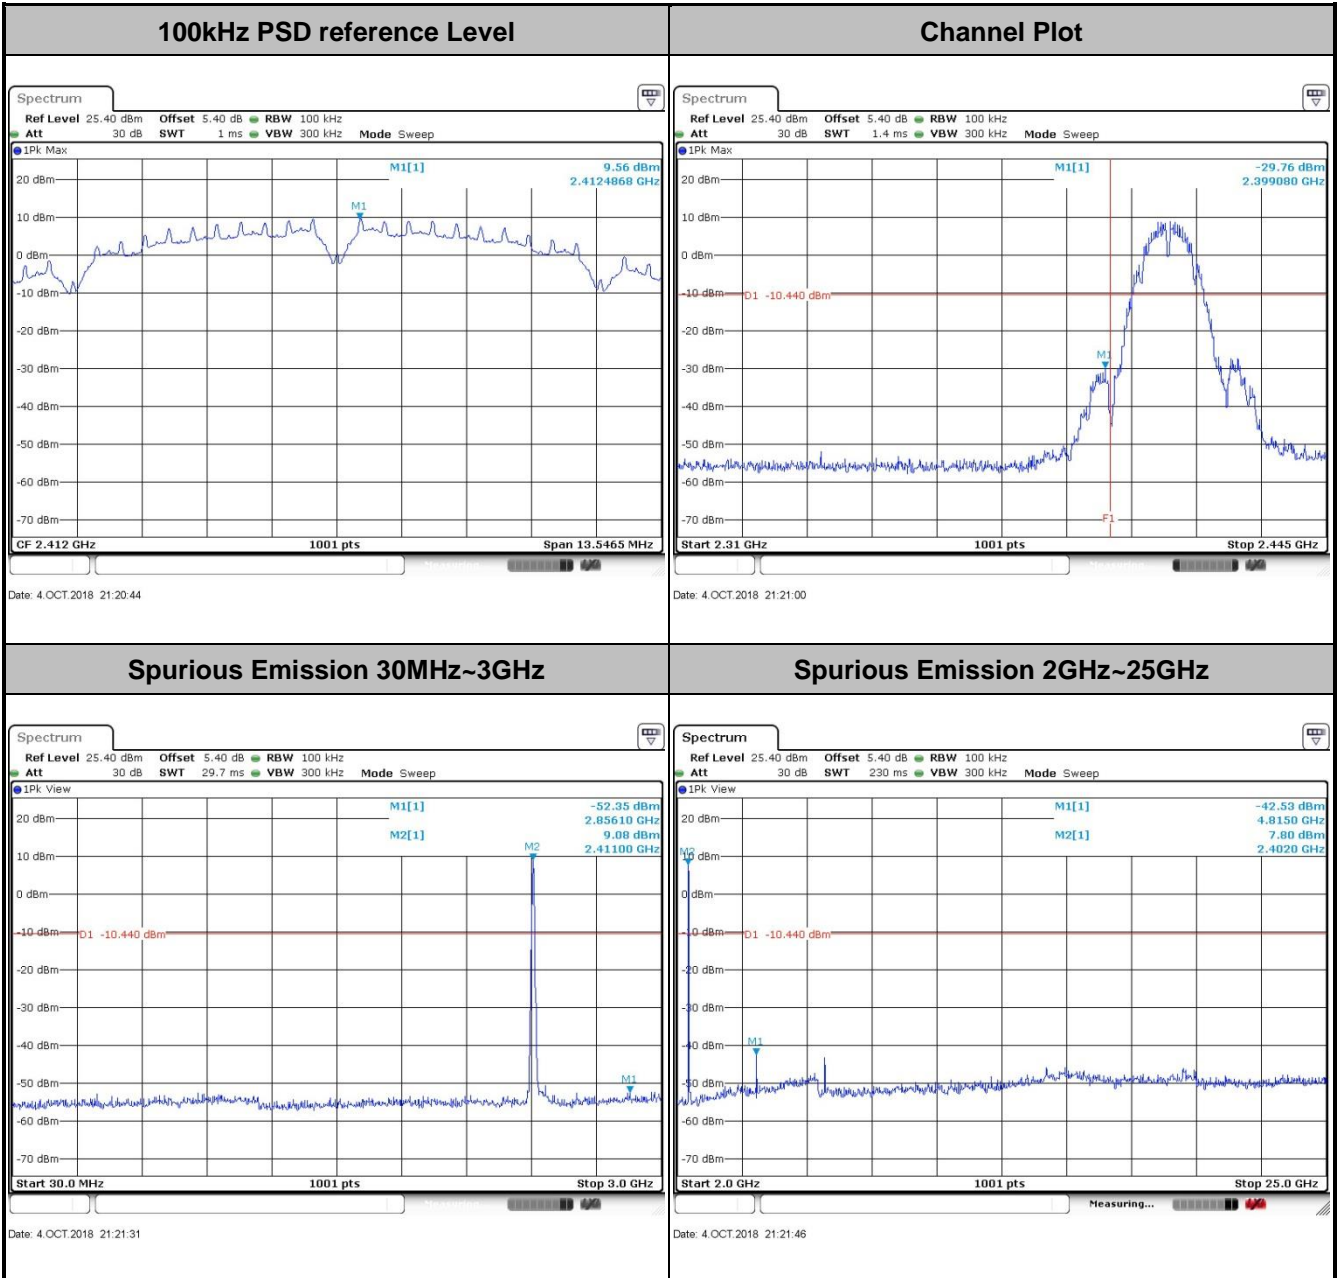 100kHz PSD reference Level
Spectrum
Ref Level 25.40 dBm Offset 5.40 dB RBW 100 kHz
Att 30 dB SWT 1 ms VBW 300 kHz Mode Sweep
1Pk Max
M1[1] 9.56 dBm
2.4124868 GHz
20 dBm
M1
10 dBm
0 dBm
-10 dBm
-20 dBm
-30 dBm
-40 dBm
-50 dBm
-60 dBm
-70 dBm
CF 2.412 GHz 1001 pts Span 13.5465 MHz
Measuring...
Date: 4.OCT.2018 21:20:44
Channel Plot
Spectrum
Ref Level 25.40 dBm Offset 5.40 dB RBW 100 kHz
Att 30 dB SWT 1.4 ms VBW 300 kHz Mode Sweep
1Pk Max
M1[1] -29.76 dBm
2.399080 GHz
20 dBm
10 dBm
0 dBm
-10 dBm
D1 -10.440 dBm
-20 dBm
M1
-30 dBm
-40 dBm
-50 dBm
-60 dBm
-70 dBm
F1
Start 2.31 GHz 1001 pts Stop 2.445 GHz
Measuring...
Date: 4.OCT.2018 21:21:00
Spurious Emission 30MHz~3GHz
Spectrum
Ref Level 25.40 dBm Offset 5.40 dB RBW 100 kHz
Att 30 dB SWT 29.7 ms VBW 300 kHz Mode Sweep
1Pk View
M1[1] -52.35 dBm
2.85610 GHz
20 dBm
M2[1] 9.08 dBm
M2 2.41100 GHz
10 dBm
0 dBm
-10 dBm
D1 -10.440 dBm
-20 dBm
-30 dBm
-40 dBm
M1
-50 dBm
-60 dBm
-70 dBm
Start 30.0 MHz 1001 pts Stop 3.0 GHz
Measuring...
Date: 4.OCT.2018 21:21:31
Spurious Emission 2GHz~25GHz
Spectrum
Ref Level 25.40 dBm Offset 5.40 dB RBW 100 kHz
Att 30 dB SWT 230 ms VBW 300 kHz Mode Sweep
1Pk View
M1[1] -42.53 dBm
4.8150 GHz
20 dBm
M2[1] 7.80 dBm
2.4020 GHz
M2
10 dBm
0 dBm
-10 dBm
D1 -10.440 dBm
-20 dBm
-30 dBm
-40 dBm
M1
-50 dBm
-60 dBm
-70 dBm
Start 2.0 GHz 1001 pts Stop 25.0 GHz
Measuring...
Date: 4.OCT.2018 21:21:46